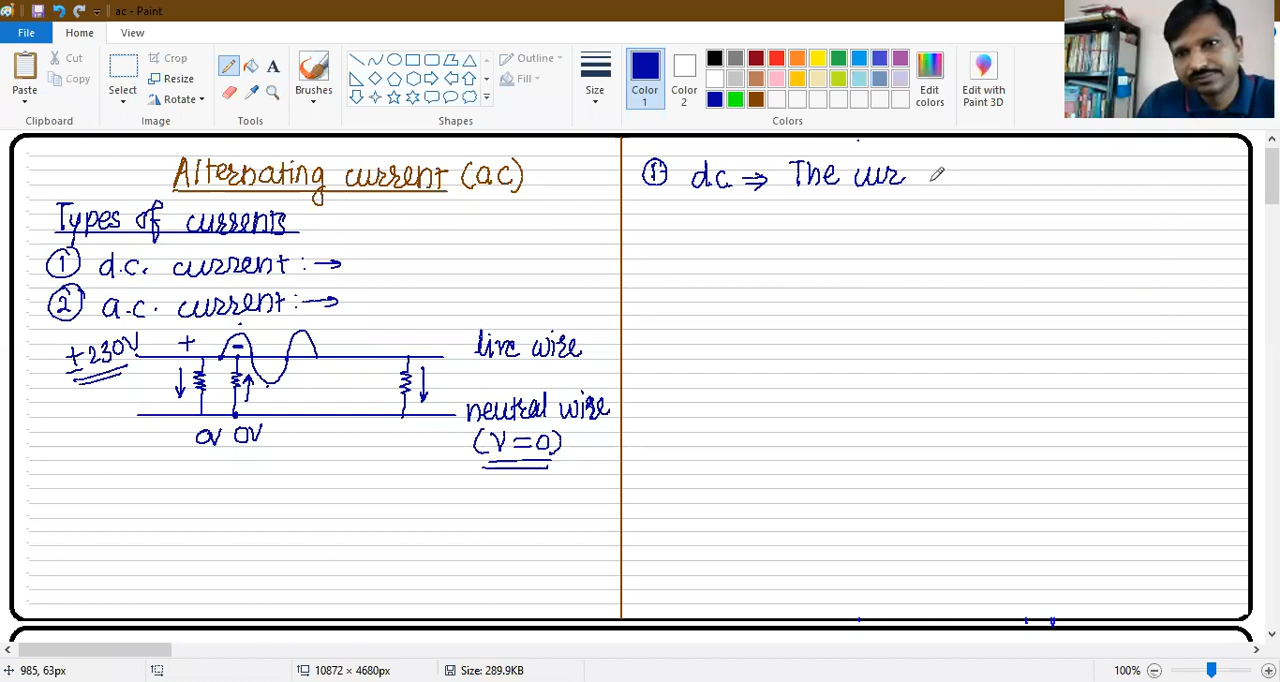 ac - Paint
File Home View
Paste Cut Copy Clipboard
Select Crop Resize Rotate Image
Tools
Brushes
Shapes Outline Fill
Size
Color 1 Color 2 Colors Edit colors Edit with Paint 3D
Alternating current (ac)
Types of currents
1 d.c. current :→
2 a.c. current :→
+230V + - live wire
neutral wire
0V 0V (V = 0)
1 dc ⇒ The cur
985, 63px 10872 × 4680px Size: 289.9KB 100%